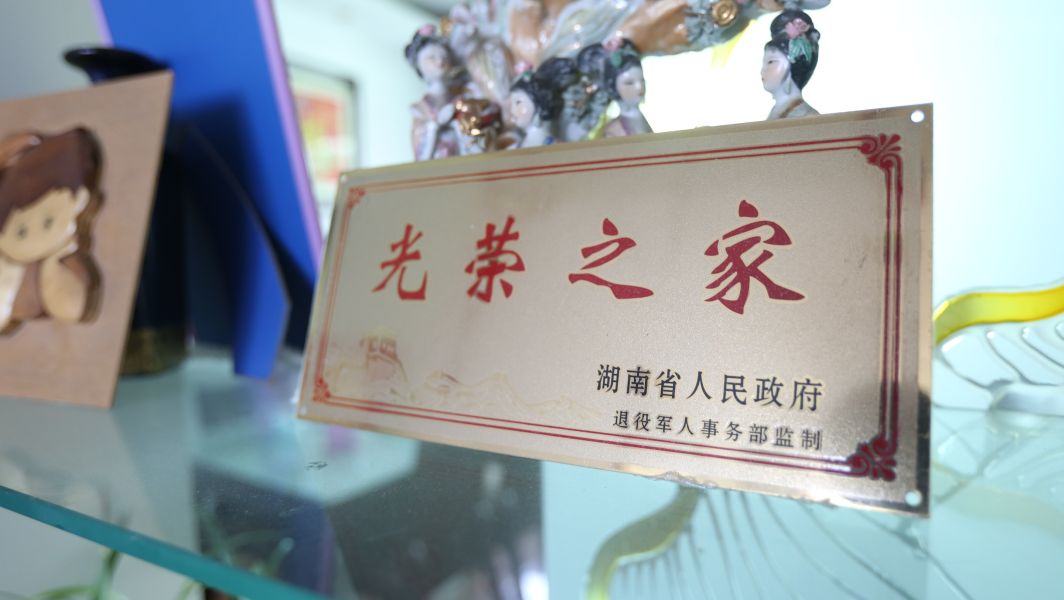 光荣之家
湖南省人民政府
退役军人事务部监制